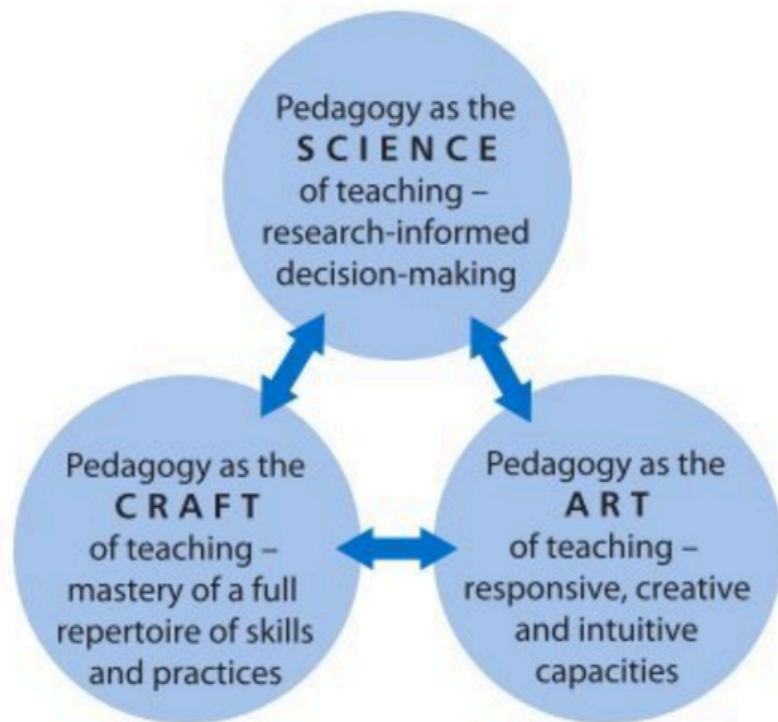 Pedagogy as the
SCIENCE
of teaching –
research-informed
decision-making
Pedagogy as the
CRAFT
of teaching –
mastery of a full
repertoire of skills
and practices
Pedagogy as the
ART
of teaching –
responsive, creative
and intuitive
capacities